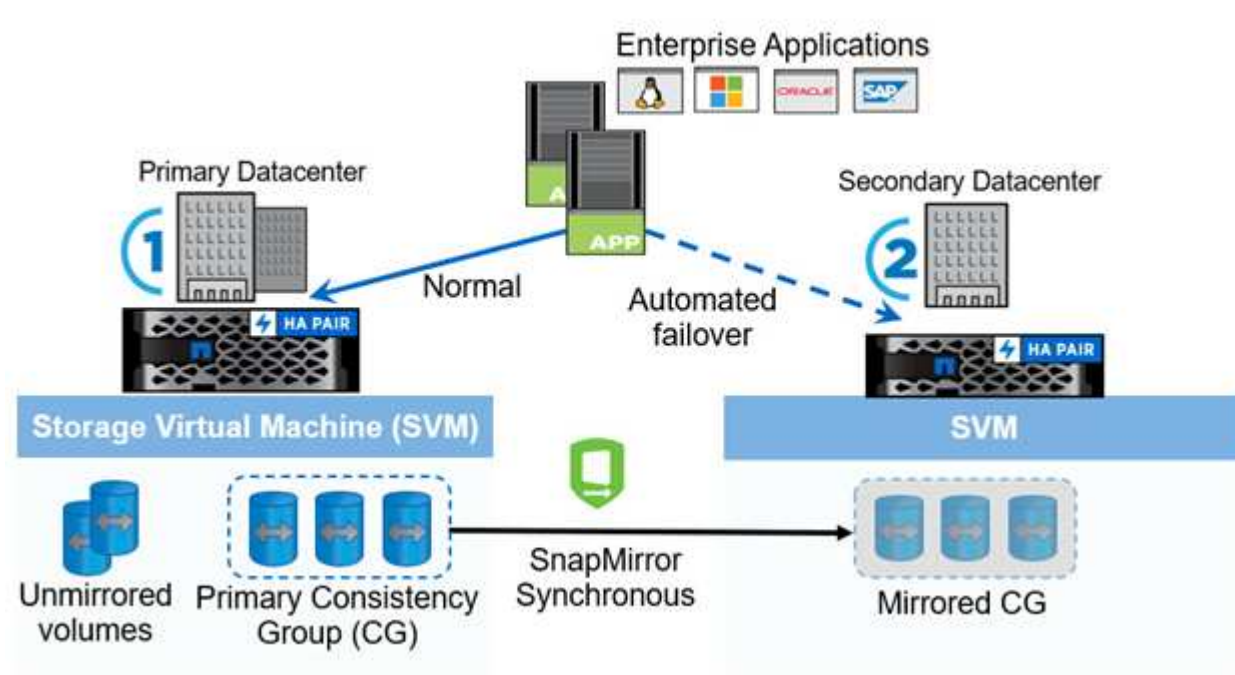 Enterprise Applications
ORACLE
SAP
Primary Datacenter
Secondary Datacenter
1
2
A
APP
Normal
Automated
failover
HA PAIR
HA PAIR
Storage Virtual Machine (SVM)
SVM
Unmirrored
volumes
Primary Consistency
Group (CG)
SnapMirror
Synchronous
Mirrored CG